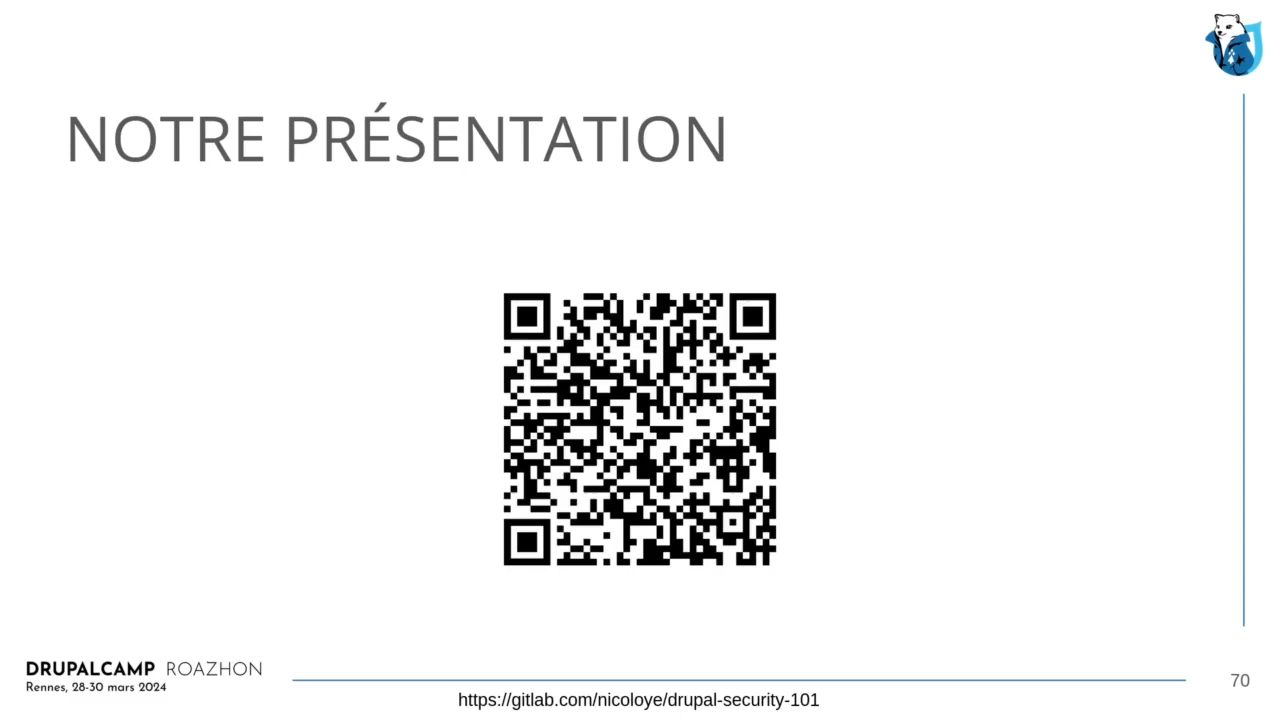 NOTRE PRÉSENTATION
DRUPALCAMP ROAZHON
Rennes, 28-30 mars 2024
https://gitlab.com/nicoloye/drupal-security-101
70